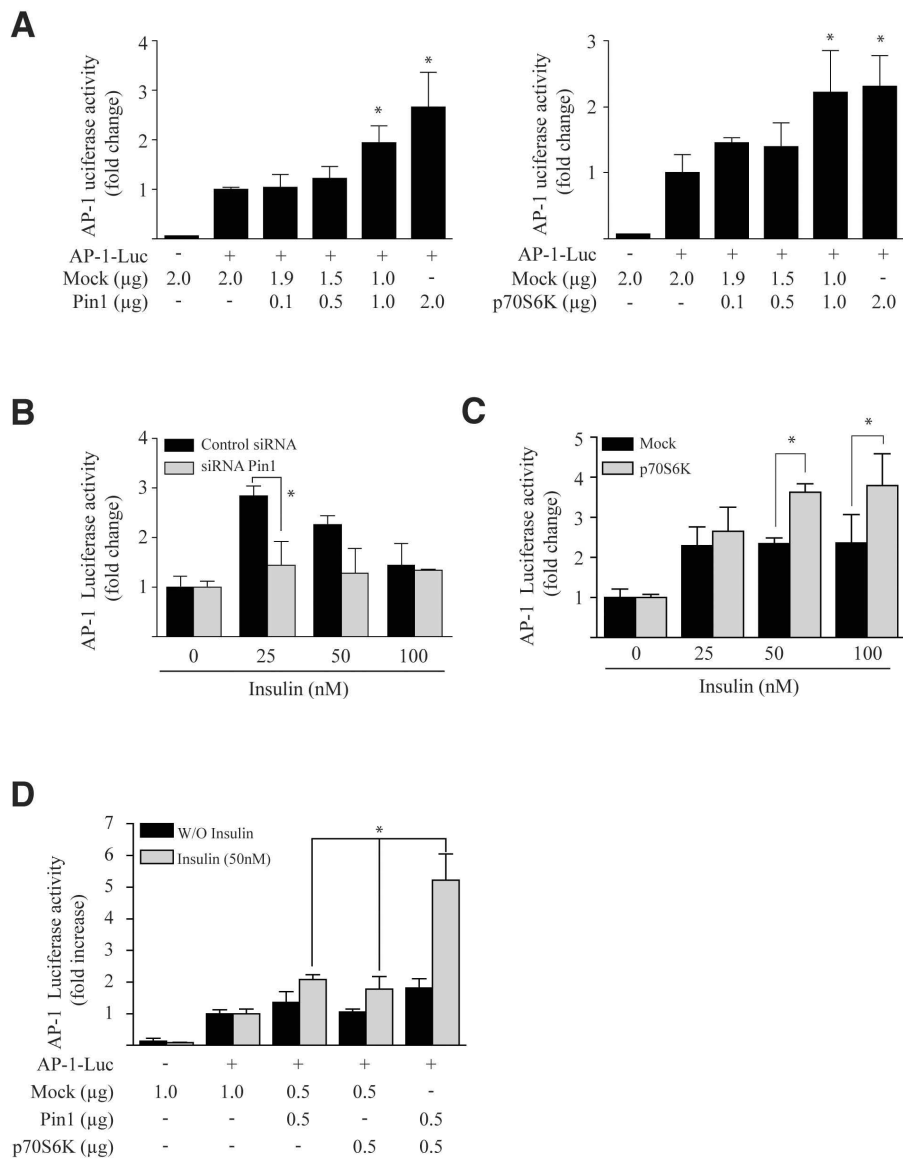 A
AP-1 uciferase activity
(fold change)
4
3
2
1
* *
AP-1-Luc - + + + + +
Mock (µg) 2.0 2.0 1.9 1.5 1.0 -
Pin1 (µg) - - 0.1 0.5 1.0 2.0
AP-1 uciferase activity
(fold change)
3
2
1
* *
AP-1-Luc - + + + + +
Mock (µg) 2.0 2.0 1.9 1.5 1.0 -
p70S6K (µg) - - 0.1 0.5 1.0 2.0
B
AP-1 Luciferase activity
(fold change)
4
3
2
1
Control siRNA
siRNA Pin1
*
0 25 50 100
Insulin (nM)
C
AP-1 Luciferase activity
(fold change)
5
4
3
2
1
Mock
p70S6K
* *
0 25 50 100
Insulin (nM)
D
AP-1 Luciferase activity
(fold increase)
7
6
5
4
3
2
1
W/O Insulin
Insulin (50nM)
*
AP-1-Luc - + + + +
Mock (µg) 1.0 1.0 0.5 0.5 -
Pin1 (µg) - - 0.5 - 0.5
p70S6K (µg) - - - 0.5 0.5